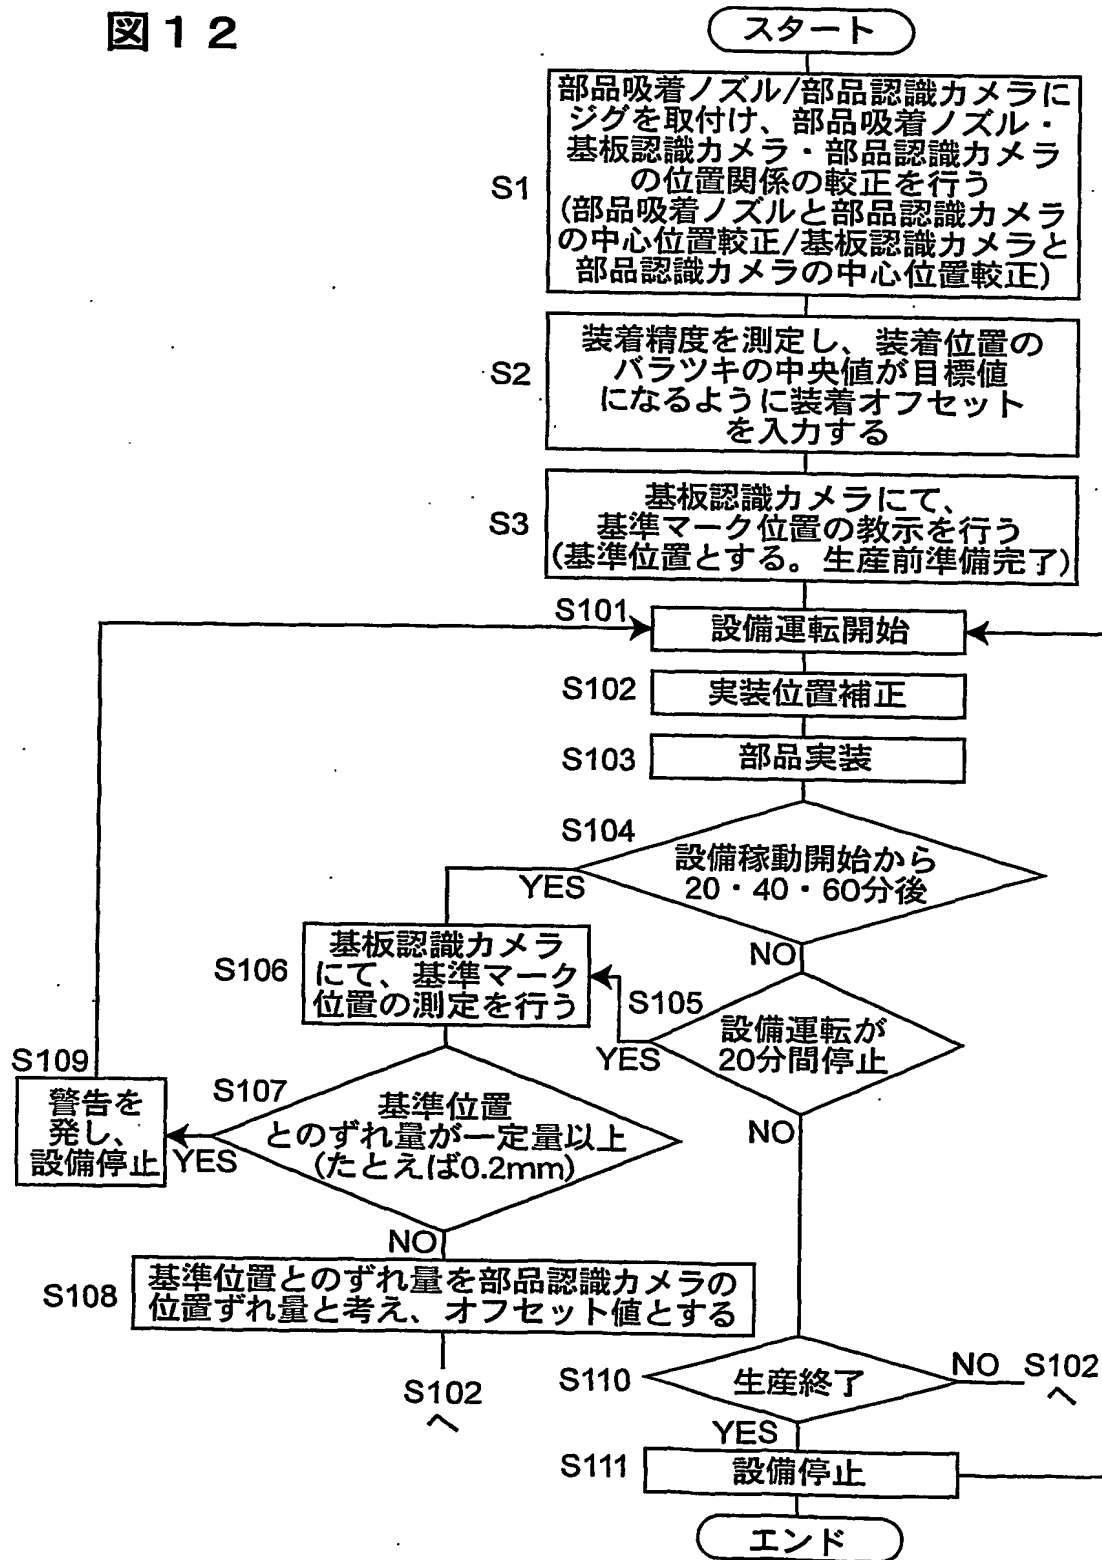 図12
スタート
S1
部品吸着ノズル/部品認識カメラに
ジグを取付け、部品吸着ノズル・
基板認識カメラ・部品認識カメラ
の位置関係の較正を行う
(部品吸着ノズルと部品認識カメラ
の中心位置較正/基板認識カメラと
部品認識カメラの中心位置較正)
S2
装着精度を測定し、装着位置の
バラツキの中央値が目標値
になるように装着オフセット
を入力する
S3
基板認識カメラにて、
基準マーク位置の教示を行う
(基準位置とする。生産前準備完了)
S101
設備運転開始
S102
実装位置補正
S103
部品実装
S104
設備稼動開始から
20・40・60分後
YES
NO
S105
設備運転が
20分間停止
YES
NO
S106
基板認識カメラ
にて、基準マーク
位置の測定を行う
S107
基準位置
とのずれ量が一定量以上
(たとえば0.2mm)
YES
NO
S109
警告を
発し、
設備停止
S108
基準位置とのずれ量を部品認識カメラの
位置ずれ量と考え、オフセット値とする
S102
へ
S110
生産終了
NO
S102
へ
YES
S111
設備停止
エンド